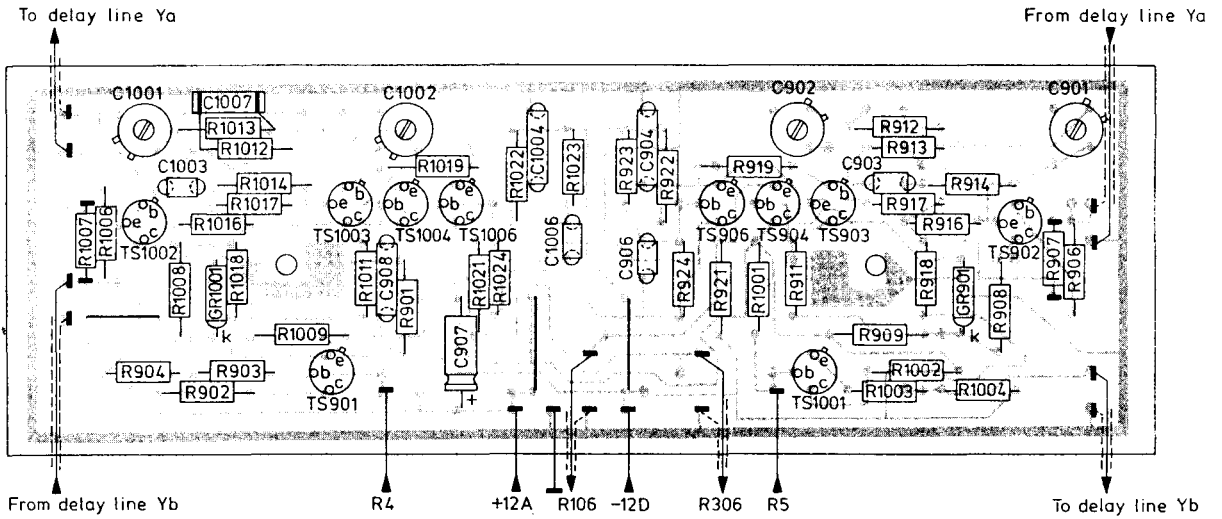 To delay line Ya
From delay line Ya
C1001
C1007
C1002
C902
C901
R1013
R1012
C1003
R1014
R1017
R1016
R1019
R1022
C1004
R1023
R923
C904
R922
R919
R912
R913
C903
R914
R917
R916
R1007
R1006
b
e
c
TS1002
e
b
c
TS1003
e
b
c
TS1004
e
b
c
TS1006
e
b
c
TS906
e
b
c
TS904
e
b
c
TS903
b
e
c
TS902
R907
R906
R1008
GR1001
R1018
k
R1011
C908
R901
R1021
R1024
C1006
C906
R924
R921
R1001
R911
R918
GR901
k
R908
R1009
C907
+
R909
R904
R903
R902
e
b
c
TS901
e
b
c
TS1001
R1002
R1003
R1004
From delay line Yb
R4
+12A
R106
-12D
R306
R5
To delay line Yb